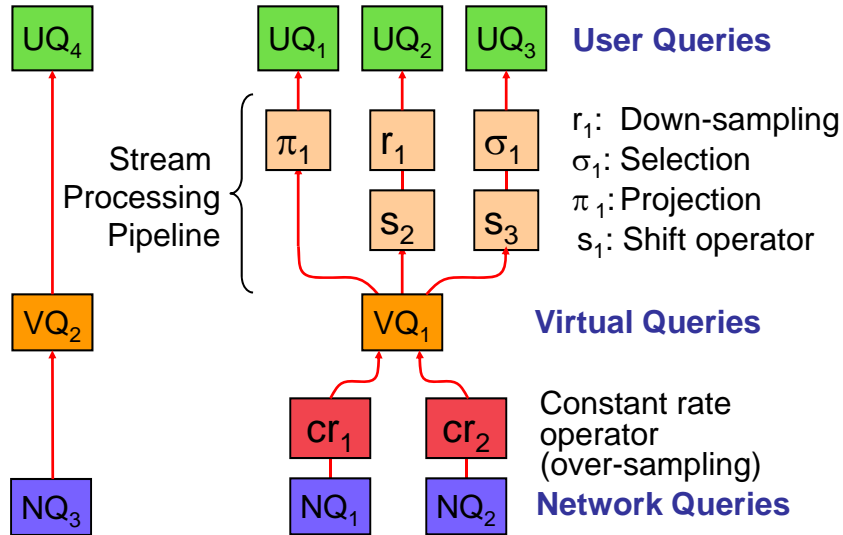 UQ₄ UQ₁ UQ₂ UQ₃ User Queries
π₁ r₁ σ₁ r₁: Down-sampling
σ₁: Selection
Stream
Processing
Pipeline
π₁: Projection
s₂ s₃ s₁: Shift operator
VQ₂ VQ₁ Virtual Queries
cr₁ cr₂ Constant rate
operator
(over-sampling)
NQ₃ NQ₁ NQ₂ Network Queries